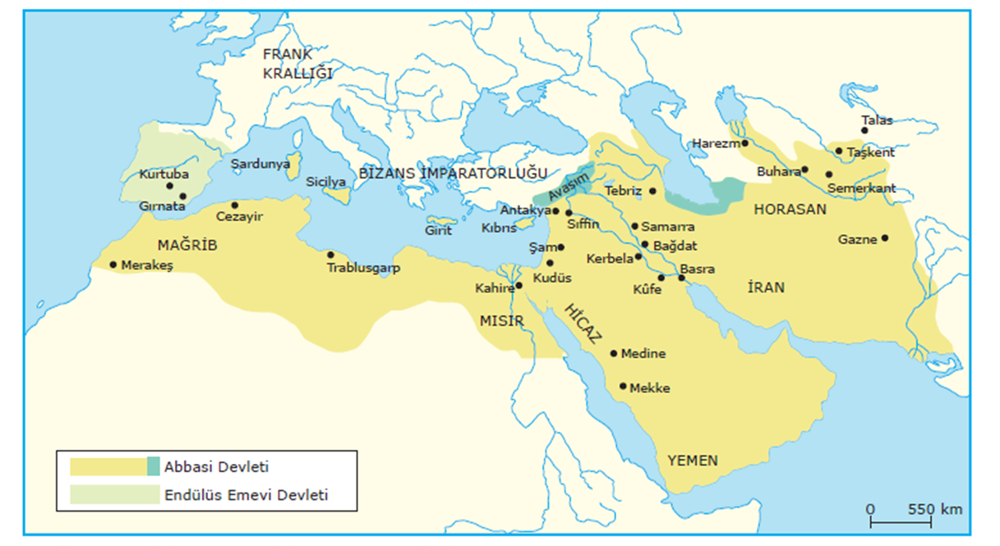 FRANK
KRALLIĞI
Talas
Harezm
Taşkent
Sardunya
Kurtuba
Sicilya
BİZANS İMPARATORLUĞU
Avasım
Tebriz
Buhara
Semerkant
Gırnata
Cezayir
Antakya
Sıffin
HORASAN
Girit
Kıbrıs
Samarra
MAĞRİB
Şam
Bağdat
Gazne
Merakeş
Trablusgarp
Kerbela
Basra
Kudüs
Kahire
Kûfe
İRAN
MISIR
HİCAZ
Medine
Mekke
YEMEN
Abbasi Devleti
Endülüs Emevi Devleti
0 550 km